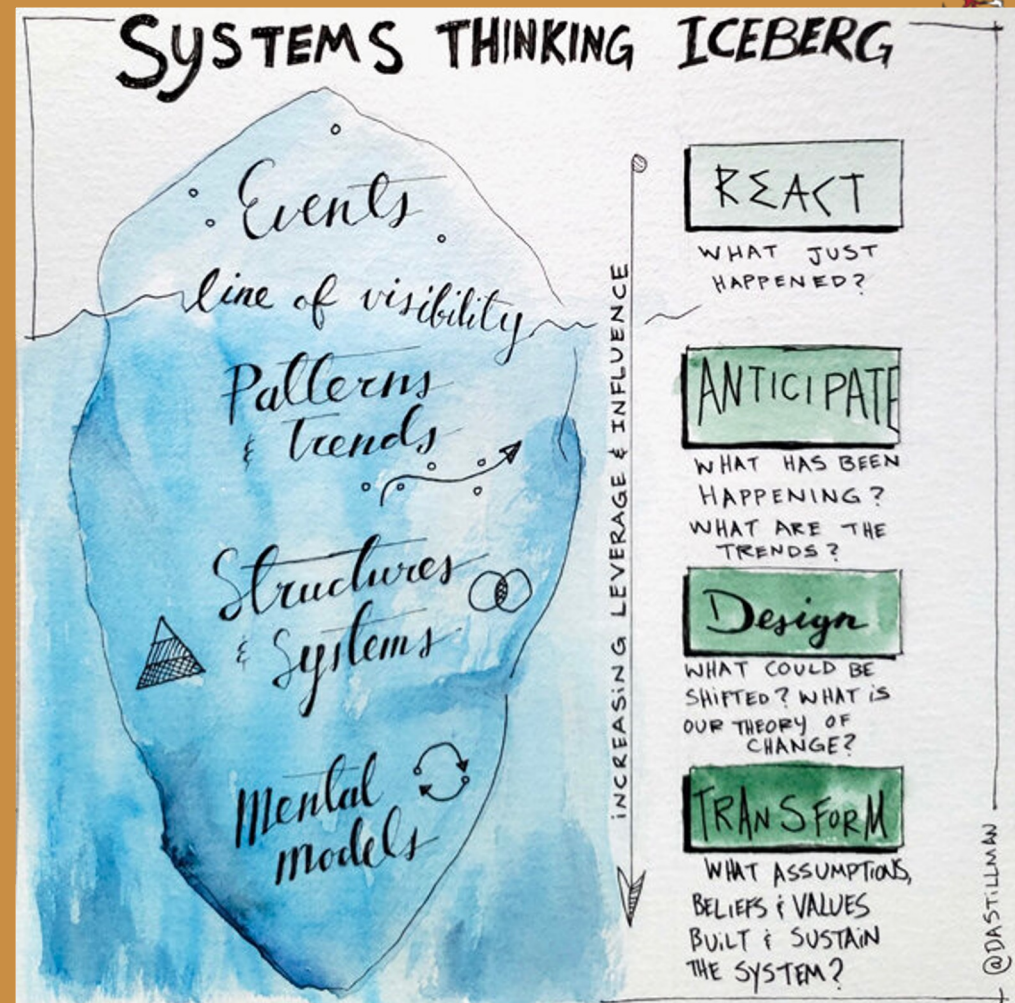 SYSTEMS THINKING ICEBERG
Events
line of visibility
Patterns
& trends
Structures
& Systems
Mental
models
INCREASING LEVERAGE & INFLUENCE
REACT
WHAT JUST
HAPPENED?
ANTICIPATE
WHAT HAS BEEN
HAPPENING?
WHAT ARE THE
TRENDS?
Design
WHAT COULD BE
SHIFTED? WHAT IS
OUR THEORY OF
CHANGE?
TRANSFORM
WHAT ASSUMPTIONS,
BELIEFS & VALUES
BUILT & SUSTAIN
THE SYSTEM?
@DASTILLMAN